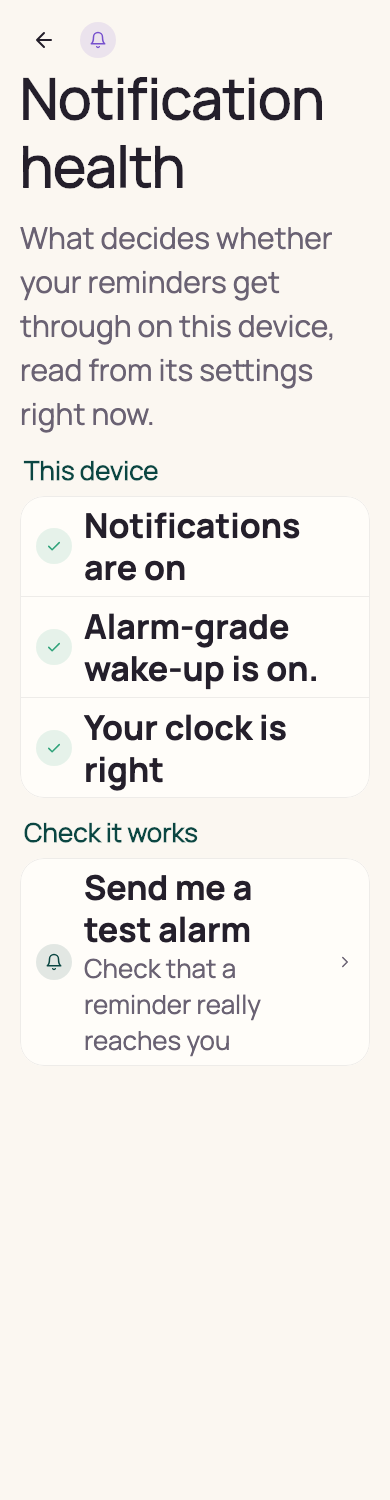 Notification
health
What decides whether
your reminders get
through on this device,
read from its settings
right now.
This device
Notifications
are on
Alarm-grade
wake-up is on.
Your clock is
right
Check it works
Send me a
test alarm
Check that a
reminder really
reaches you